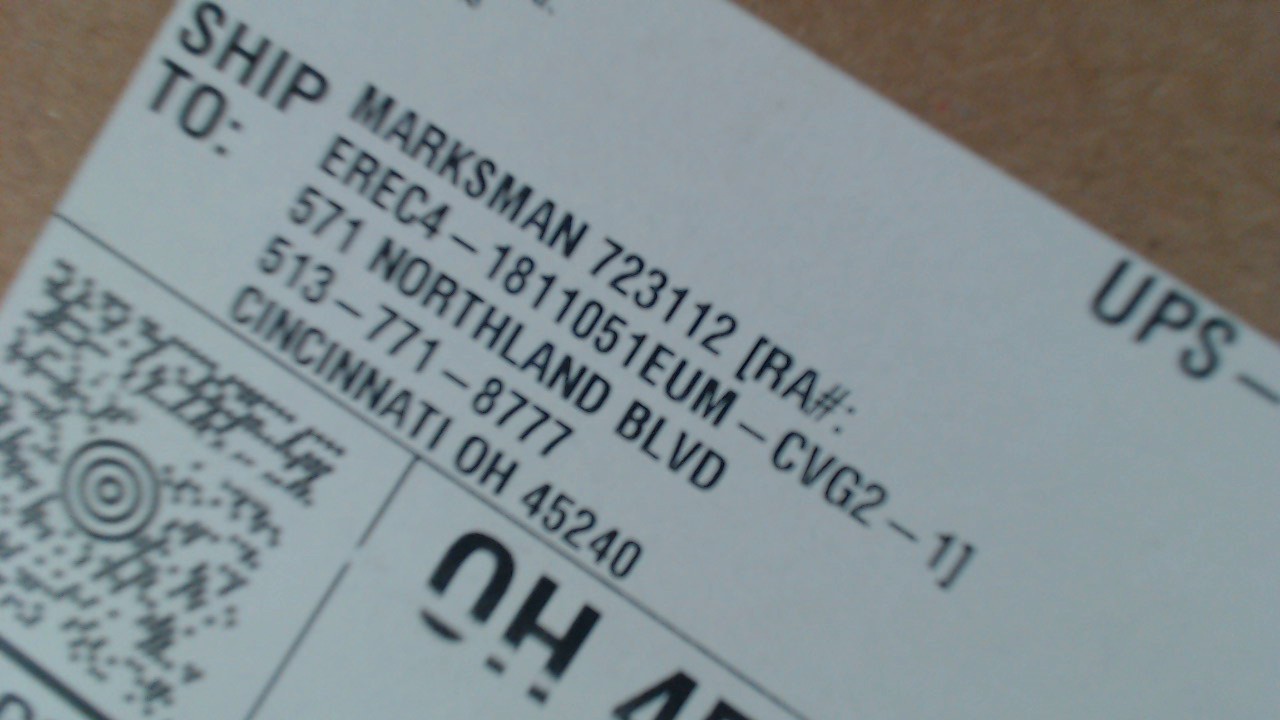 SHIP
TO:
MARKSMAN 723112 [RA#:
EREC4-1811051EUM-CVG2-1]
571 NORTHLAND BLVD
513-771-8777
CINCINNATI OH 45240
UPS
OH 45